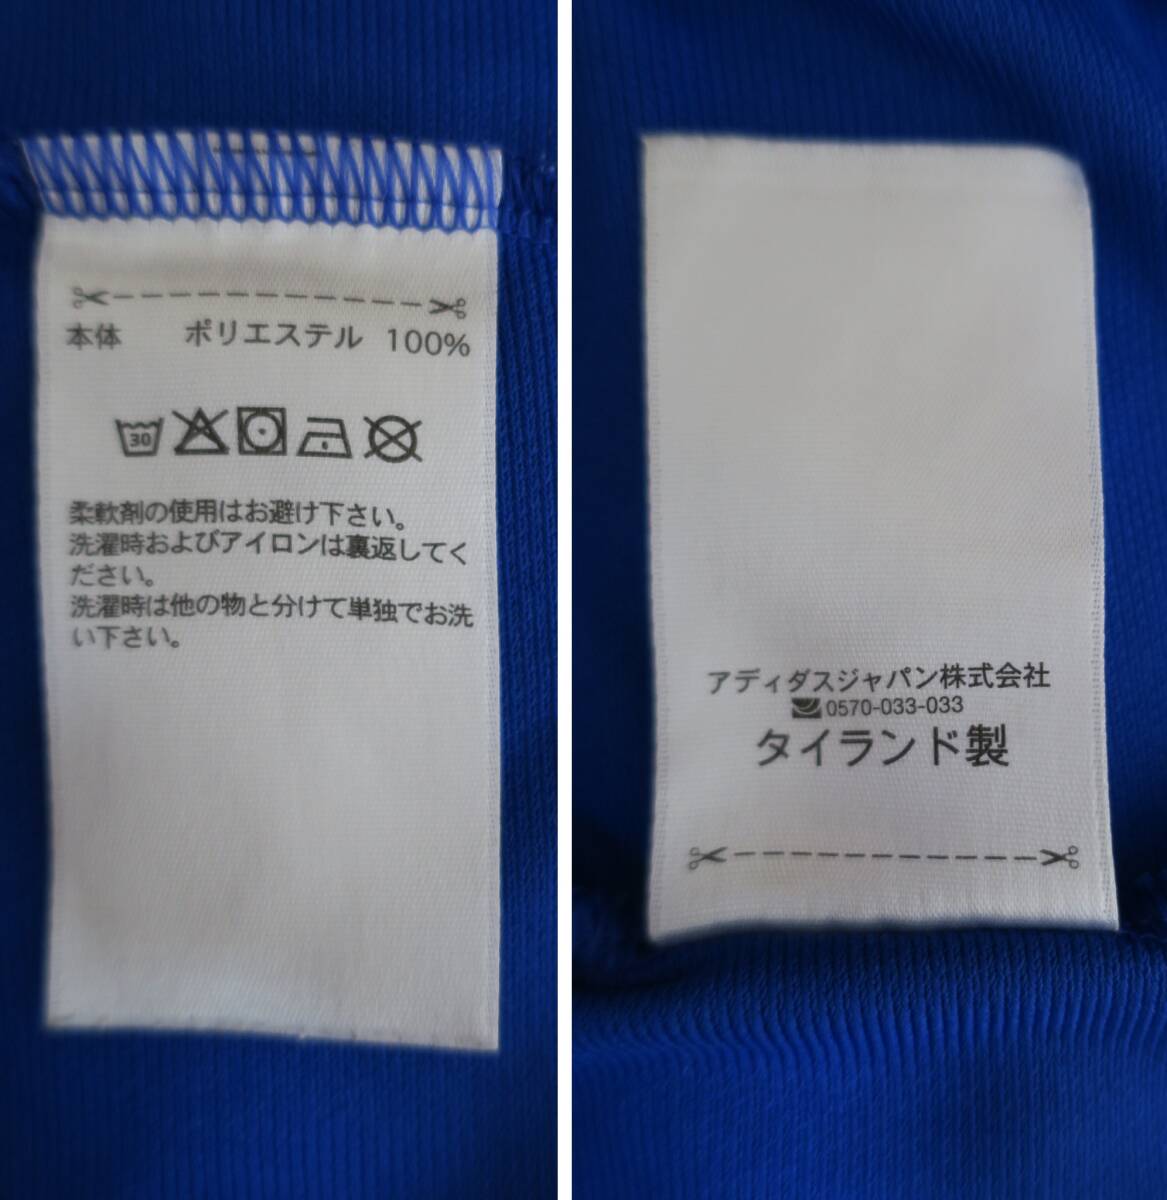 本体 ポリエステル 100%
30
柔軟剤の使用はお避け下さい。
洗濯時およびアイロンは裏返してく
ださい。
洗濯時は他の物と分けて単独でお洗
い下さい。
アディダスジャパン株式会社
0570-033-033
タイランド製